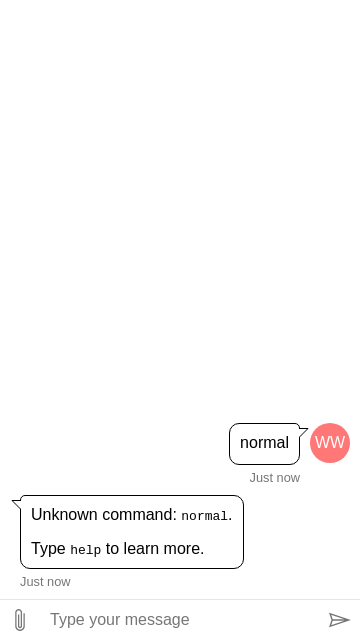 normal
WW
Just now
Unknown command: normal.
Type help to learn more.
Just now
Type your message